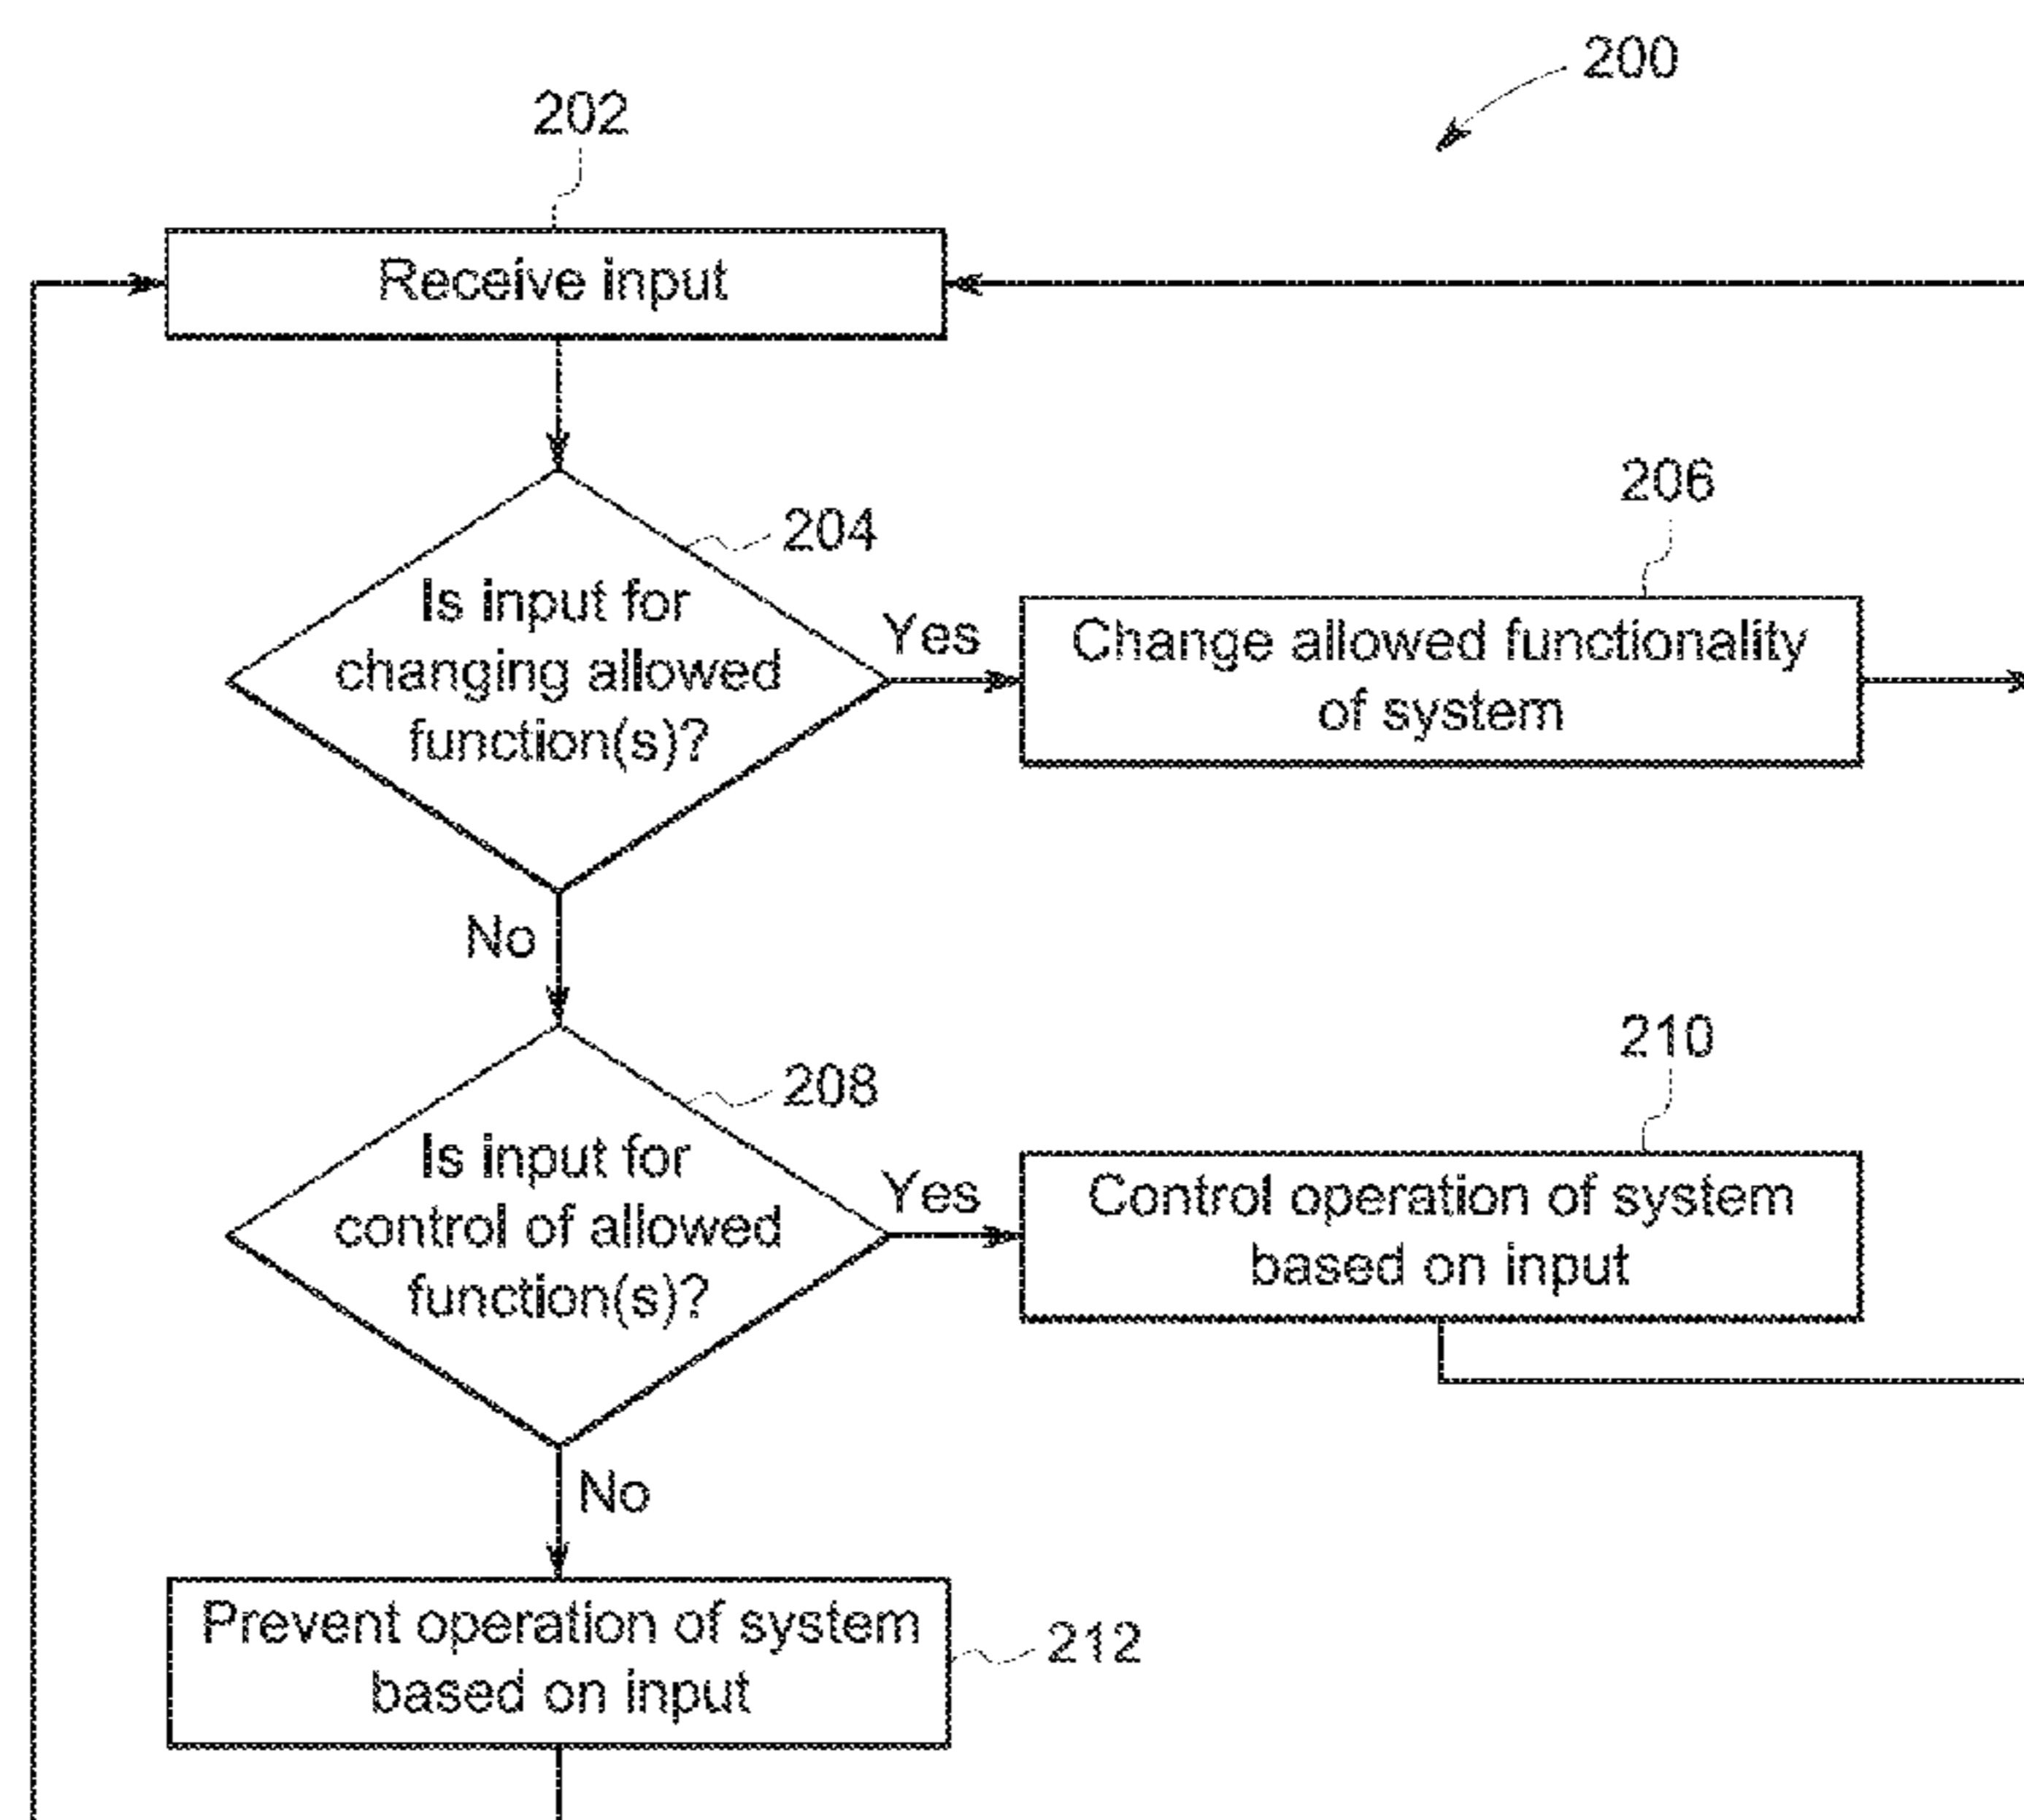 200
202
Receive input
204
Is input for
changing allowed
function(s)?
Yes
206
Change allowed functionality
of system
No
208
Is input for
control of allowed
function(s)?
Yes
210
Control operation of system
based on input
No
Prevent operation of system
based on input
212